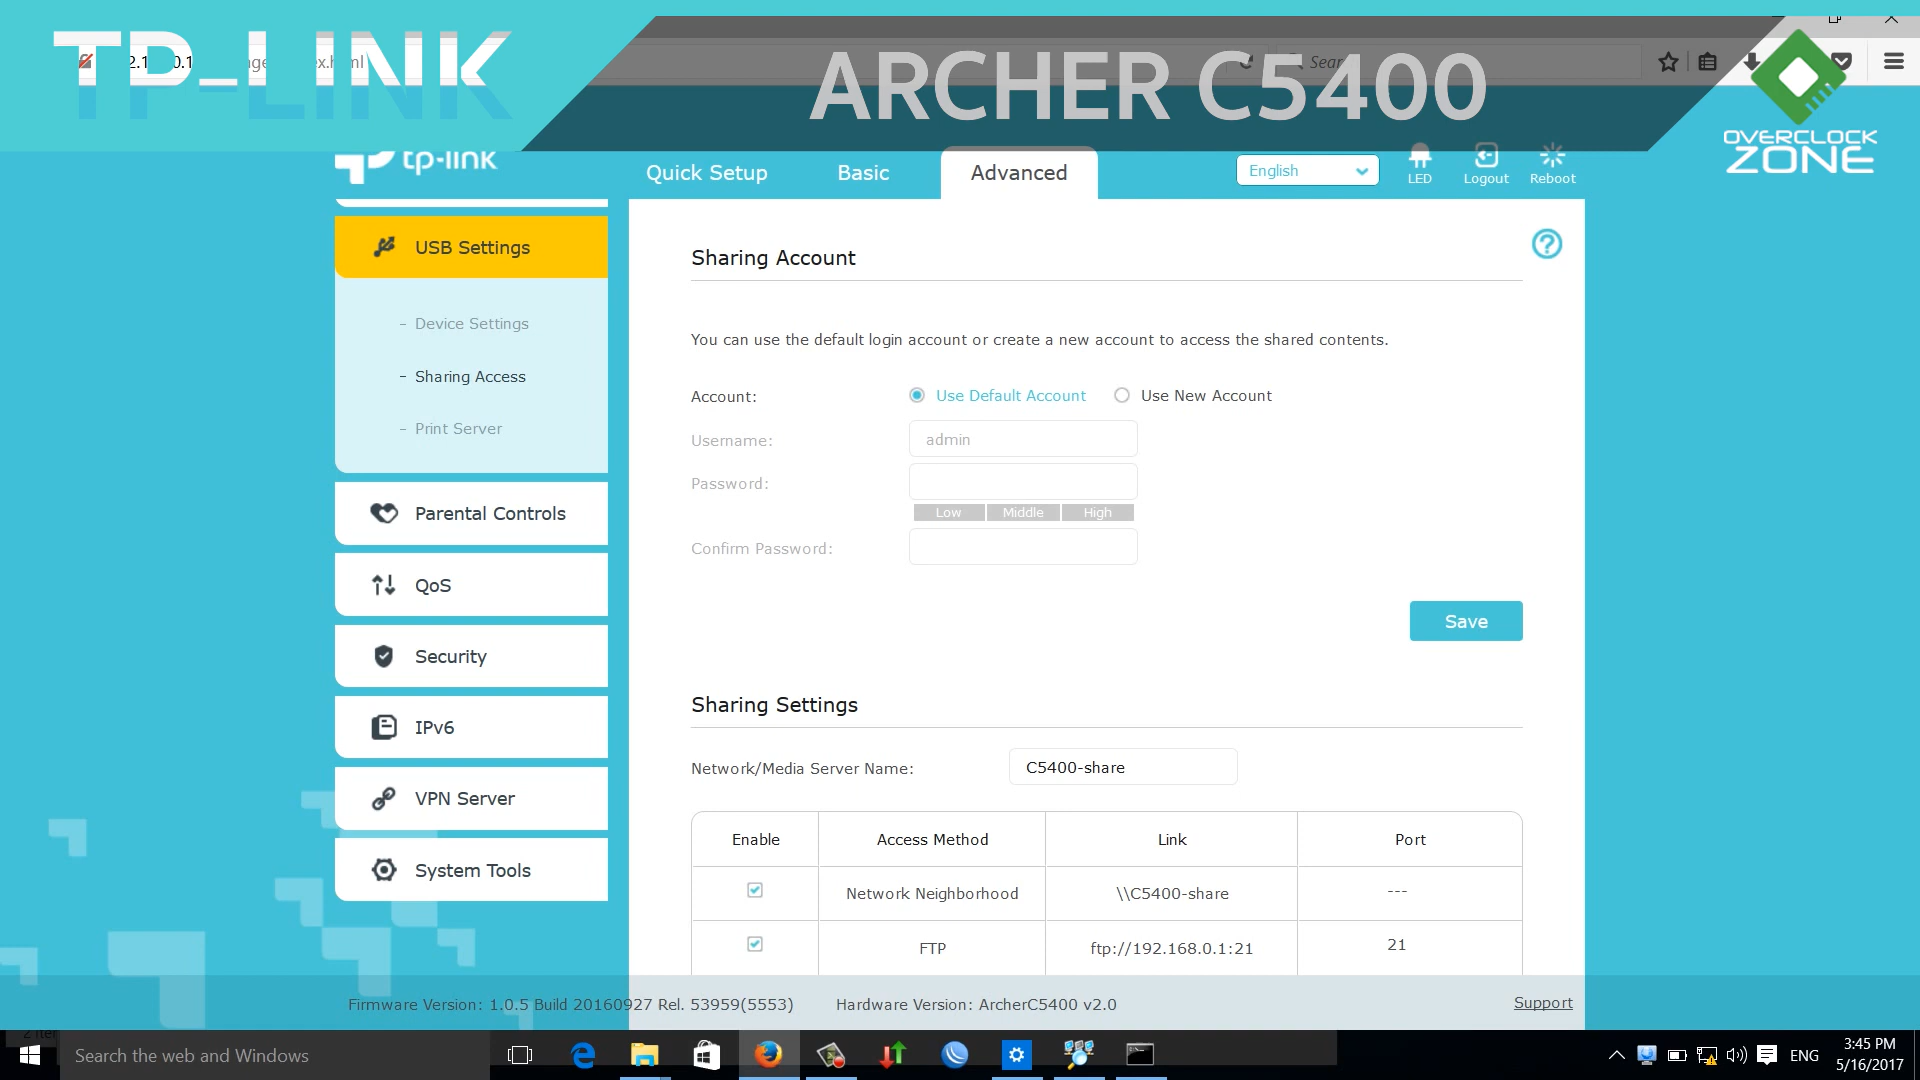 TP-LINK
ARCHER C5400
OVERCLOCK
ZONE
tp-link
Quick Setup
Basic
Advanced
English
LED
Logout
Reboot
USB Settings
- Device Settings
- Sharing Access
- Print Server
Parental Controls
QoS
Security
IPv6
VPN Server
System Tools
Sharing Account
You can use the default login account or create a new account to access the shared contents.
Account:
Use Default Account
Use New Account
Username:
admin
Password:
Low
Middle
High
Confirm Password:
Save
Sharing Settings
Network/Media Server Name:
C5400-share
Enable
Access Method
Link
Port
Network Neighborhood
\\C5400-share
---
FTP
ftp://192.168.0.1:21
21
Firmware Version: 1.0.5 Build 20160927 Rel. 53959(5553)
Hardware Version: ArcherC5400 v2.0
Support
Search the web and Windows
ENG
3:45 PM
5/16/2017